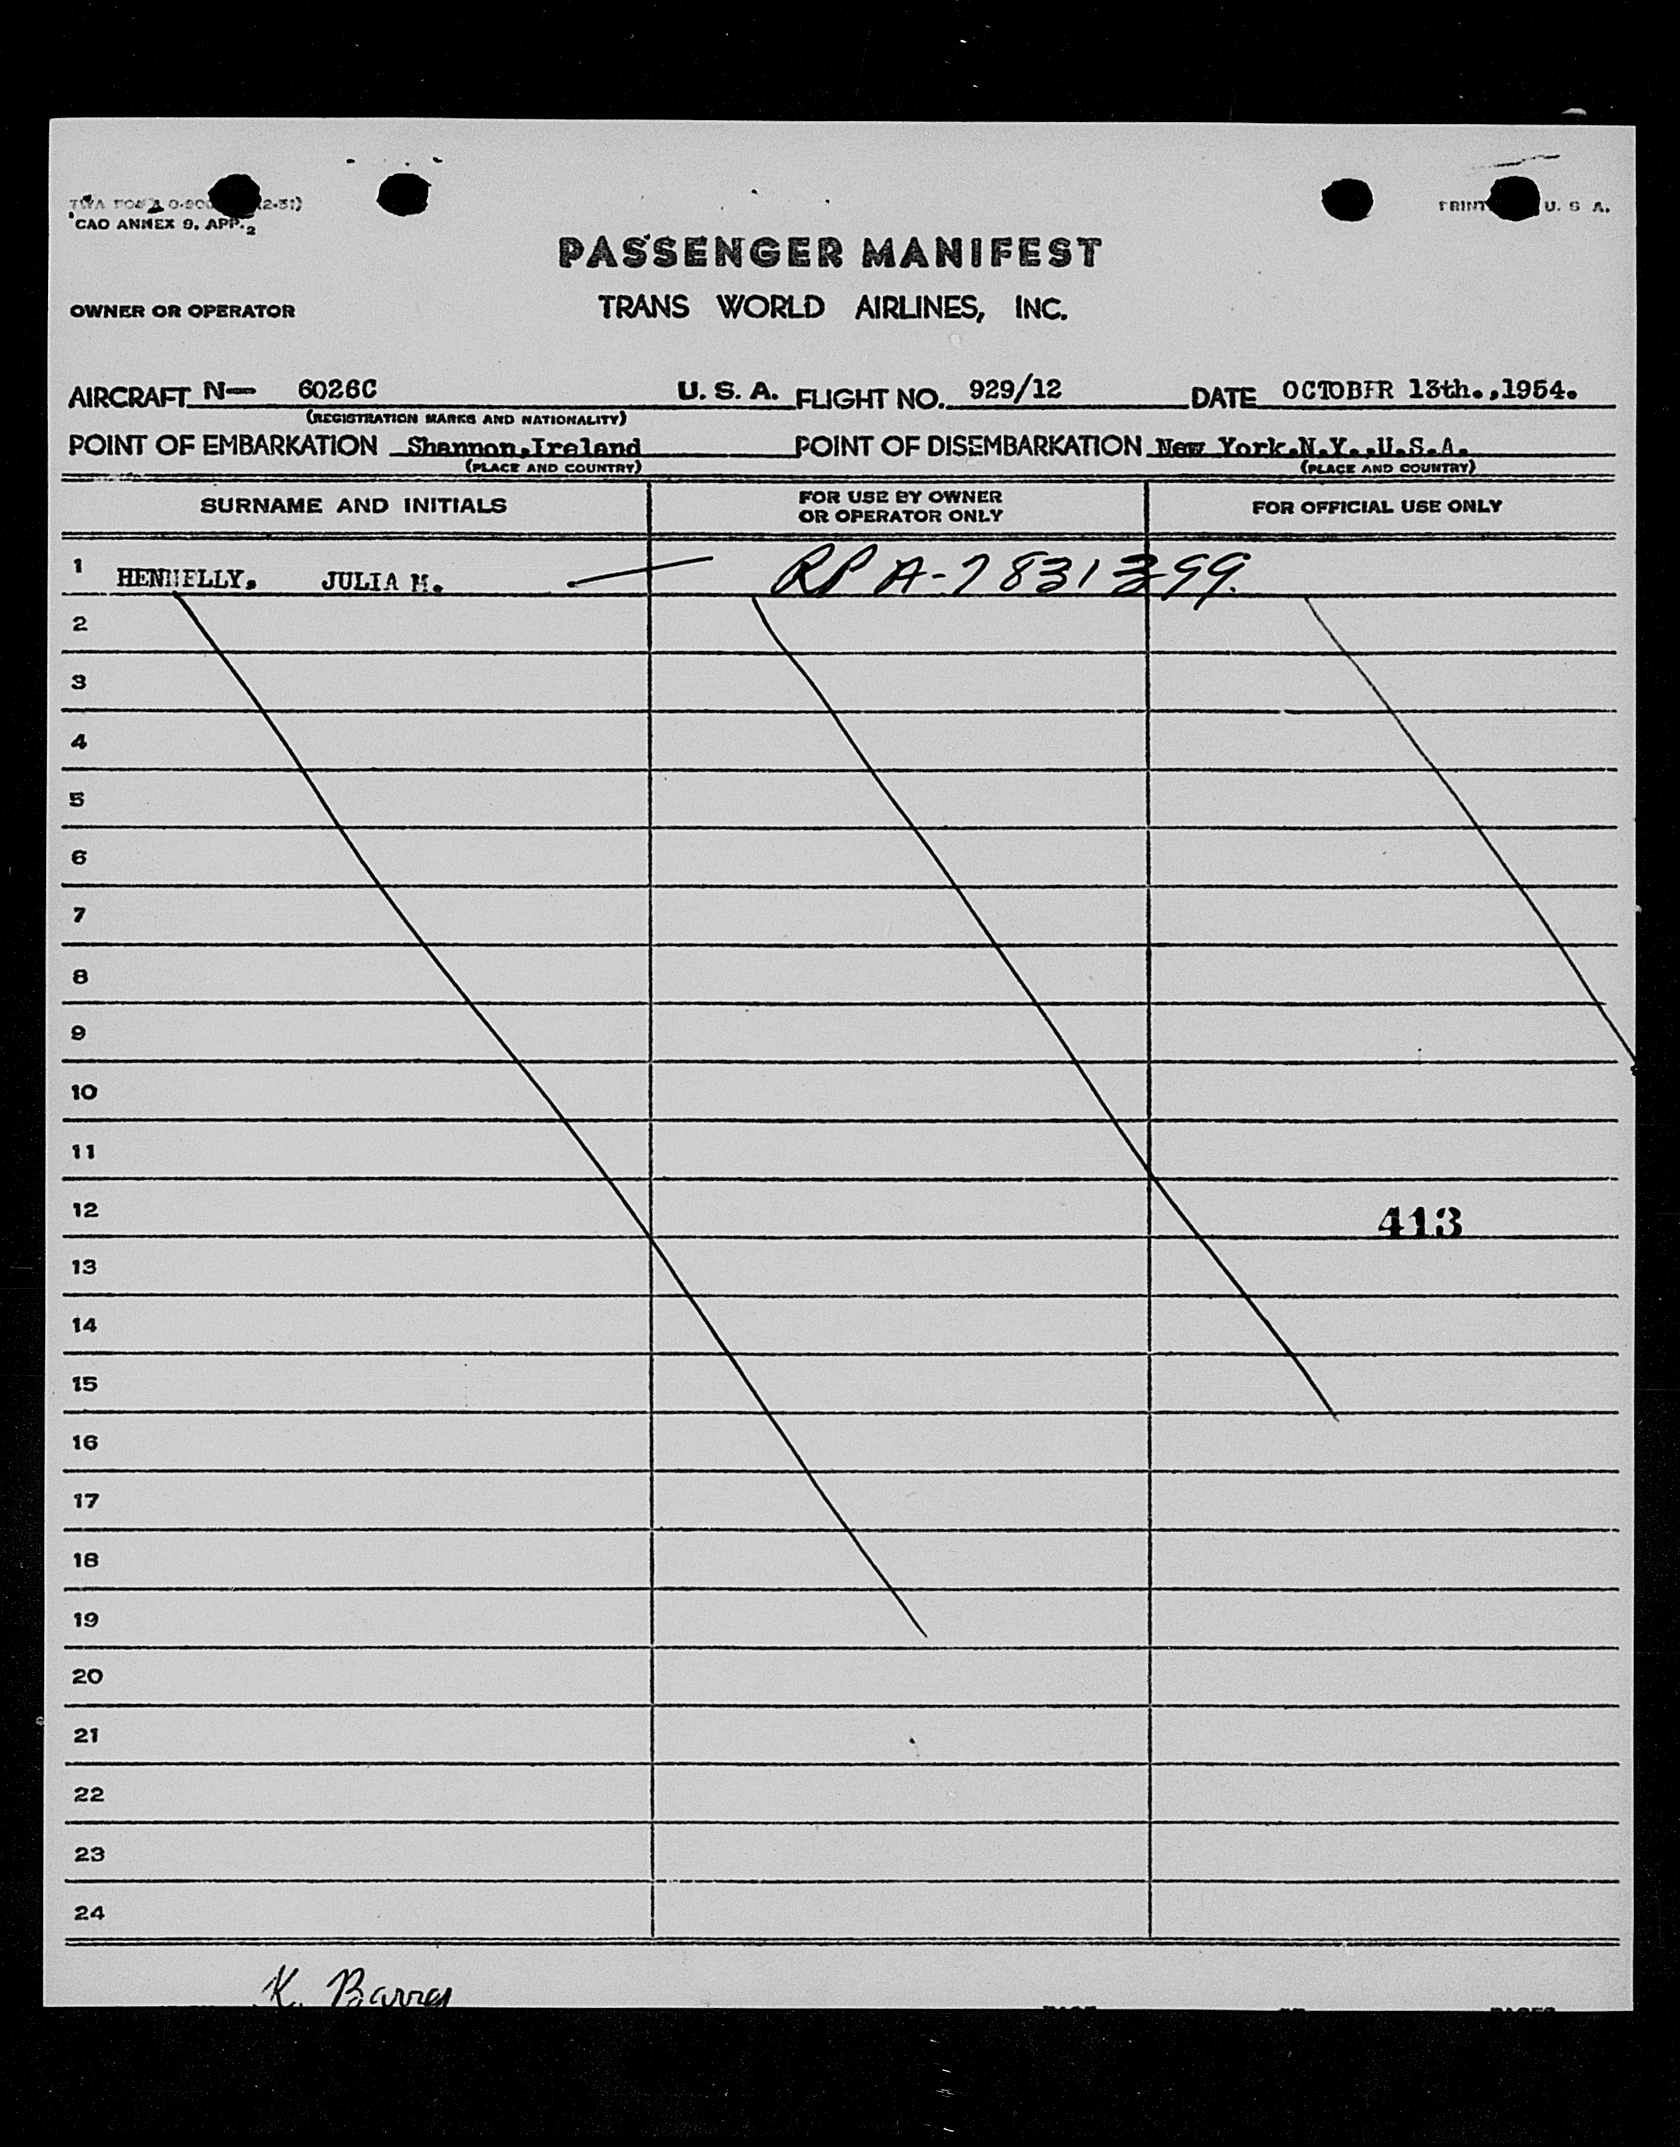 CAO ANNEX 9, APP. 2
U. S. A.
PASSENGER MANIFEST
OWNER OR OPERATOR TRANS WORLD AIRLINES, INC.
AIRCRAFT N— 6026C U. S. A. FLIGHT NO. 929/12 DATE OCTOBER 13th.,1954.
(REGISTRATION MARKS AND NATIONALITY)
POINT OF EMBARKATION Shannon,Ireland POINT OF DISEMBARKATION New York,N.Y.,U.S.A.
(PLACE AND COUNTRY) (PLACE AND COUNTRY)
SURNAME AND INITIALS FOR USE BY OWNER OR OPERATOR ONLY FOR OFFICIAL USE ONLY
1 HENNELLY, JULIA M. RP A-7831399
2
3
4
5
6
7
8
9
10
11
12 413
13
14
15
16
17
18
19
20
21
22
23
24
K.